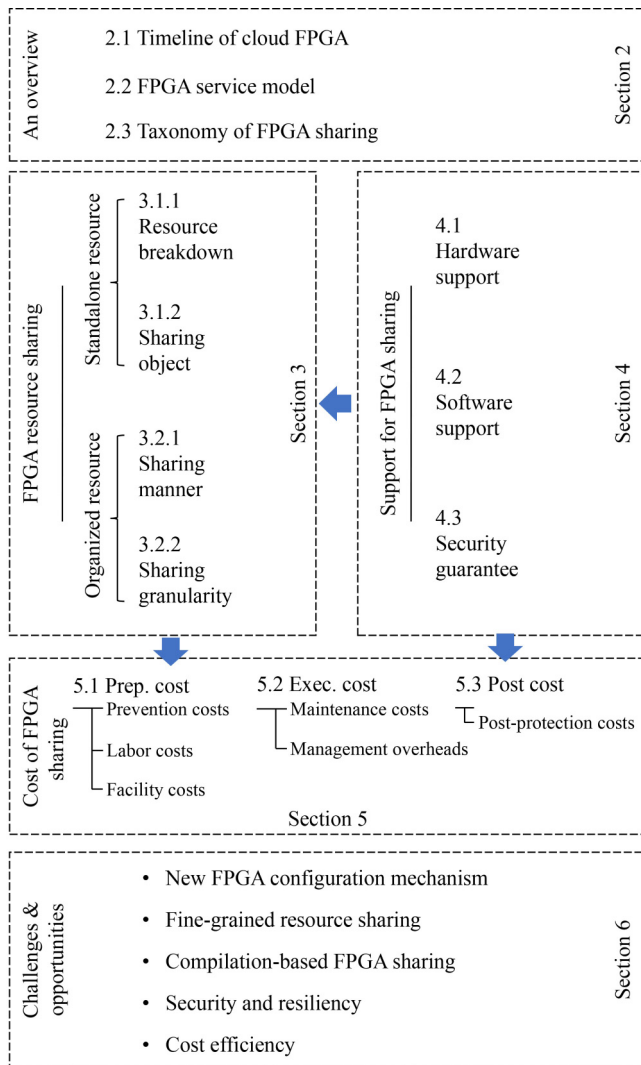 An overview
2.1 Timeline of cloud FPGA
2.2 FPGA service model
2.3 Taxonomy of FPGA sharing
Section 2
FPGA resource sharing
Standalone resource
3.1.1
Resource
breakdown
3.1.2
Sharing
object
Organized resource
3.2.1
Sharing
manner
3.2.2
Sharing
granularity
Section 3
Support for FPGA sharing
4.1
Hardware
support
4.2
Software
support
4.3
Security
guarantee
Section 4
Cost of FPGA
sharing
5.1 Prep. cost
Prevention costs
Labor costs
Facility costs
5.2 Exec. cost
Maintenance costs
Management overheads
5.3 Post cost
Post-protection costs
Section 5
Challenges &
opportunities
• New FPGA configuration mechanism
• Fine-grained resource sharing
• Compilation-based FPGA sharing
• Security and resiliency
• Cost efficiency
Section 6